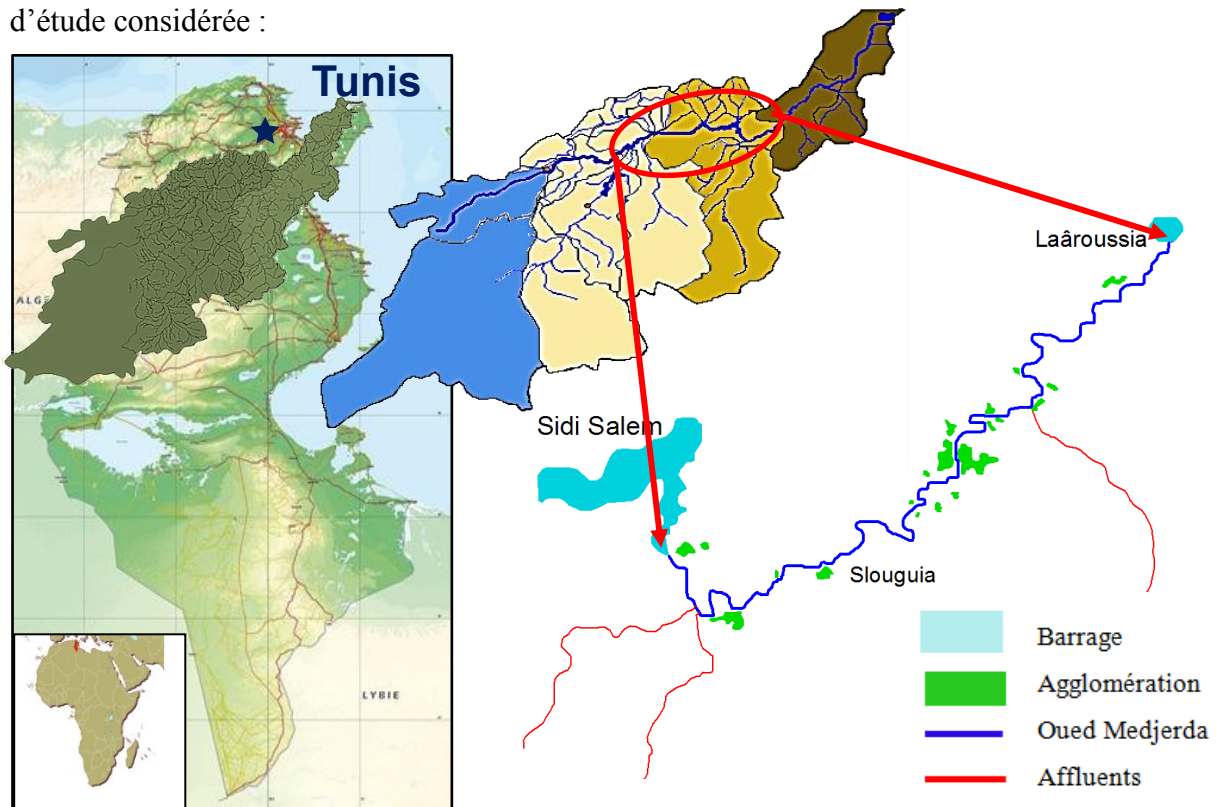 d’étude considérée :
Tunis
ALGE
LYBIE
Laâroussia
Sidi Salem
Slouguia
Barrage
Agglomération
Oued Medjerda
Affluents